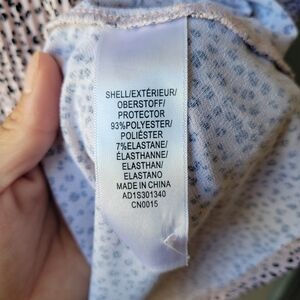 SHELL/EXTÉRIEUR/
OBERSTOFF/
PROTECTOR
93%POLYESTER/
POLIÉSTER
7%ELASTANE/
ÉLASTHANNE/
ELASTHAN/
ELASTANO
MADE IN CHINA
AD1S301340
CN0015